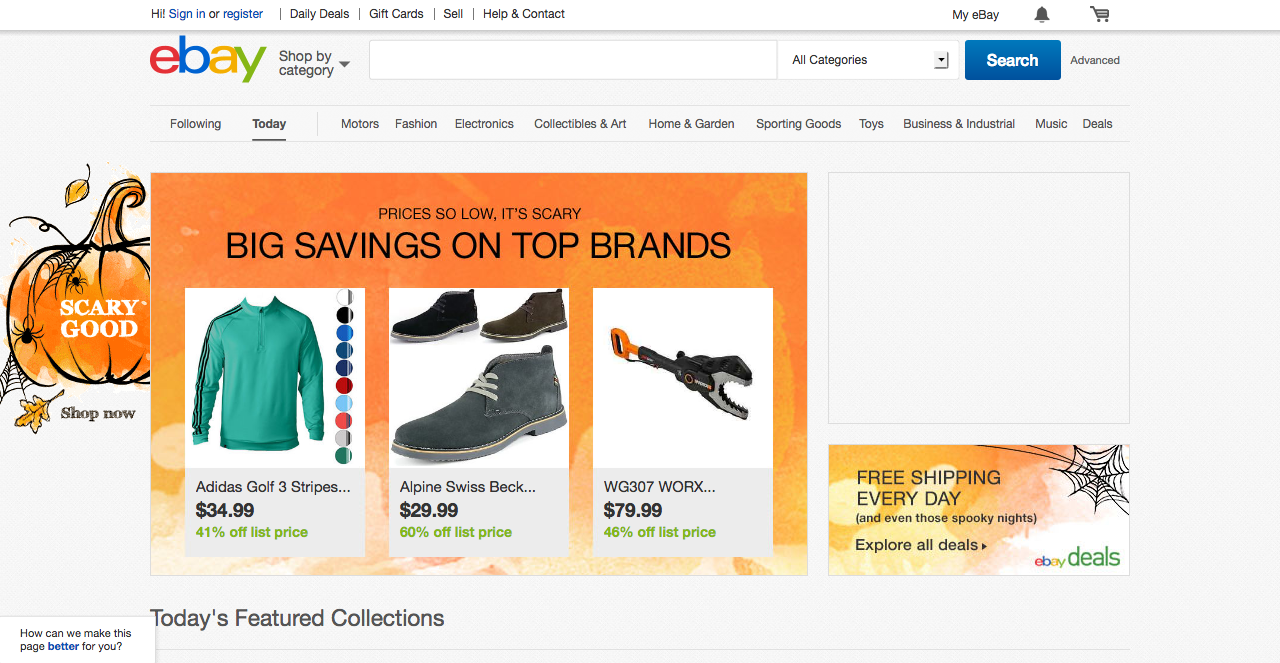 Hi! Sign in or register
Daily Deals
Gift Cards
Sell
Help & Contact
My eBay
ebay
Shop by
category
All Categories
Search
Advanced
Following
Today
Motors
Fashion
Electronics
Collectibles & Art
Home & Garden
Sporting Goods
Toys
Business & Industrial
Music
Deals
SCARY
GOOD
Shop now
PRICES SO LOW, IT'S SCARY
BIG SAVINGS ON TOP BRANDS
Adidas Golf 3 Stripes...
$34.99
41% off list price
Alpine Swiss Beck...
$29.99
60% off list price
WG307 WORX...
$79.99
46% off list price
FREE SHIPPING
EVERY DAY
(and even those spooky nights)
Explore all deals
ebay deals
Today's Featured Collections
How can we make this
page better for you?